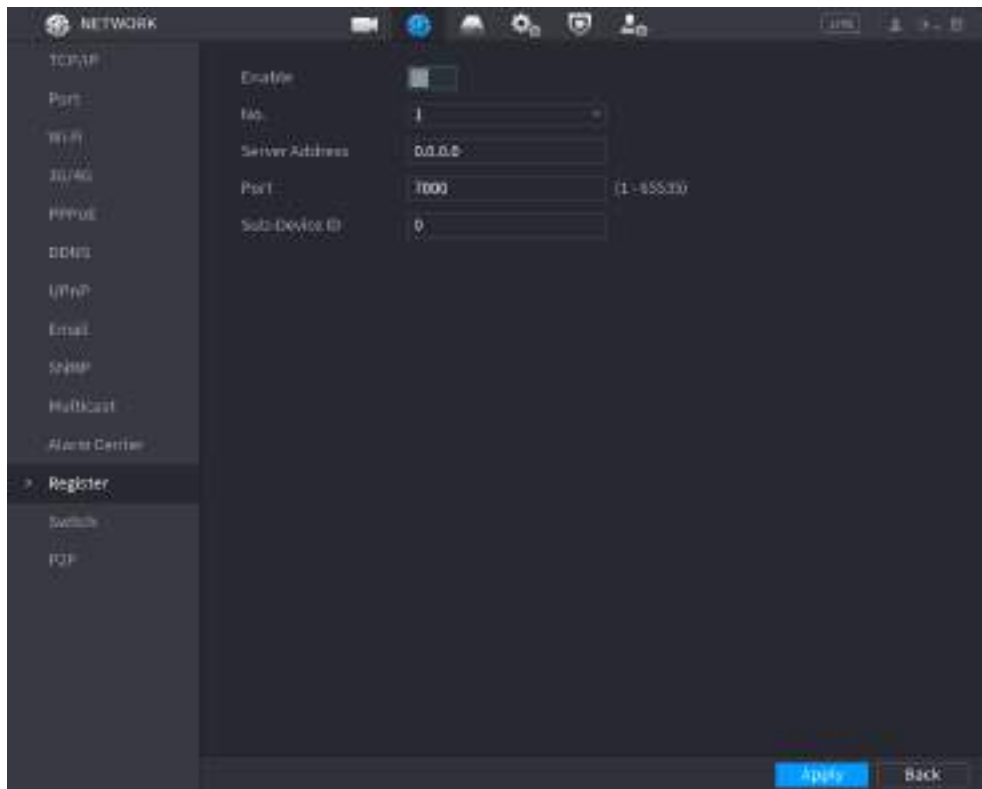 NETWORK
LIVE
TCP/IP
Port
Wi-Fi
3G/4G
PPPoE
DDNS
UPnP
Email
SNMP
Multicast
Alarm Center
> Register
Switch
P2P
Enable
No. 1
Server Address 0.0.0.0
Port 7000 (1 - 65535)
Sub-Device ID 0
Apply Back